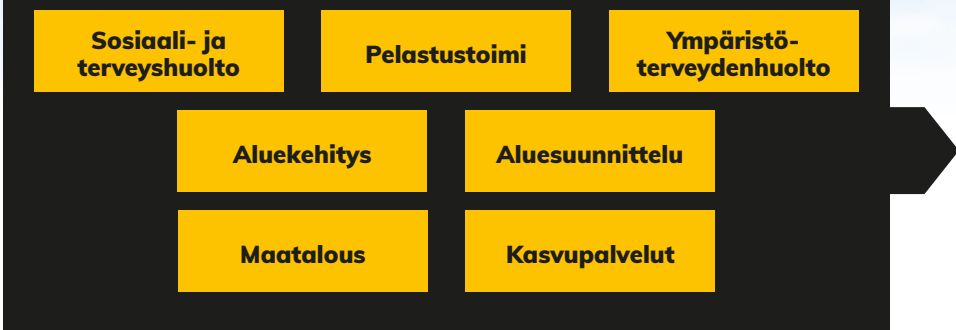 Sosiaali- ja
terveyshuolto
Pelastustoimi
Ympäristö-
terveydenhuolto
Aluekehitys
Aluesuunnittelu
Maatalous
Kasvupalvelut